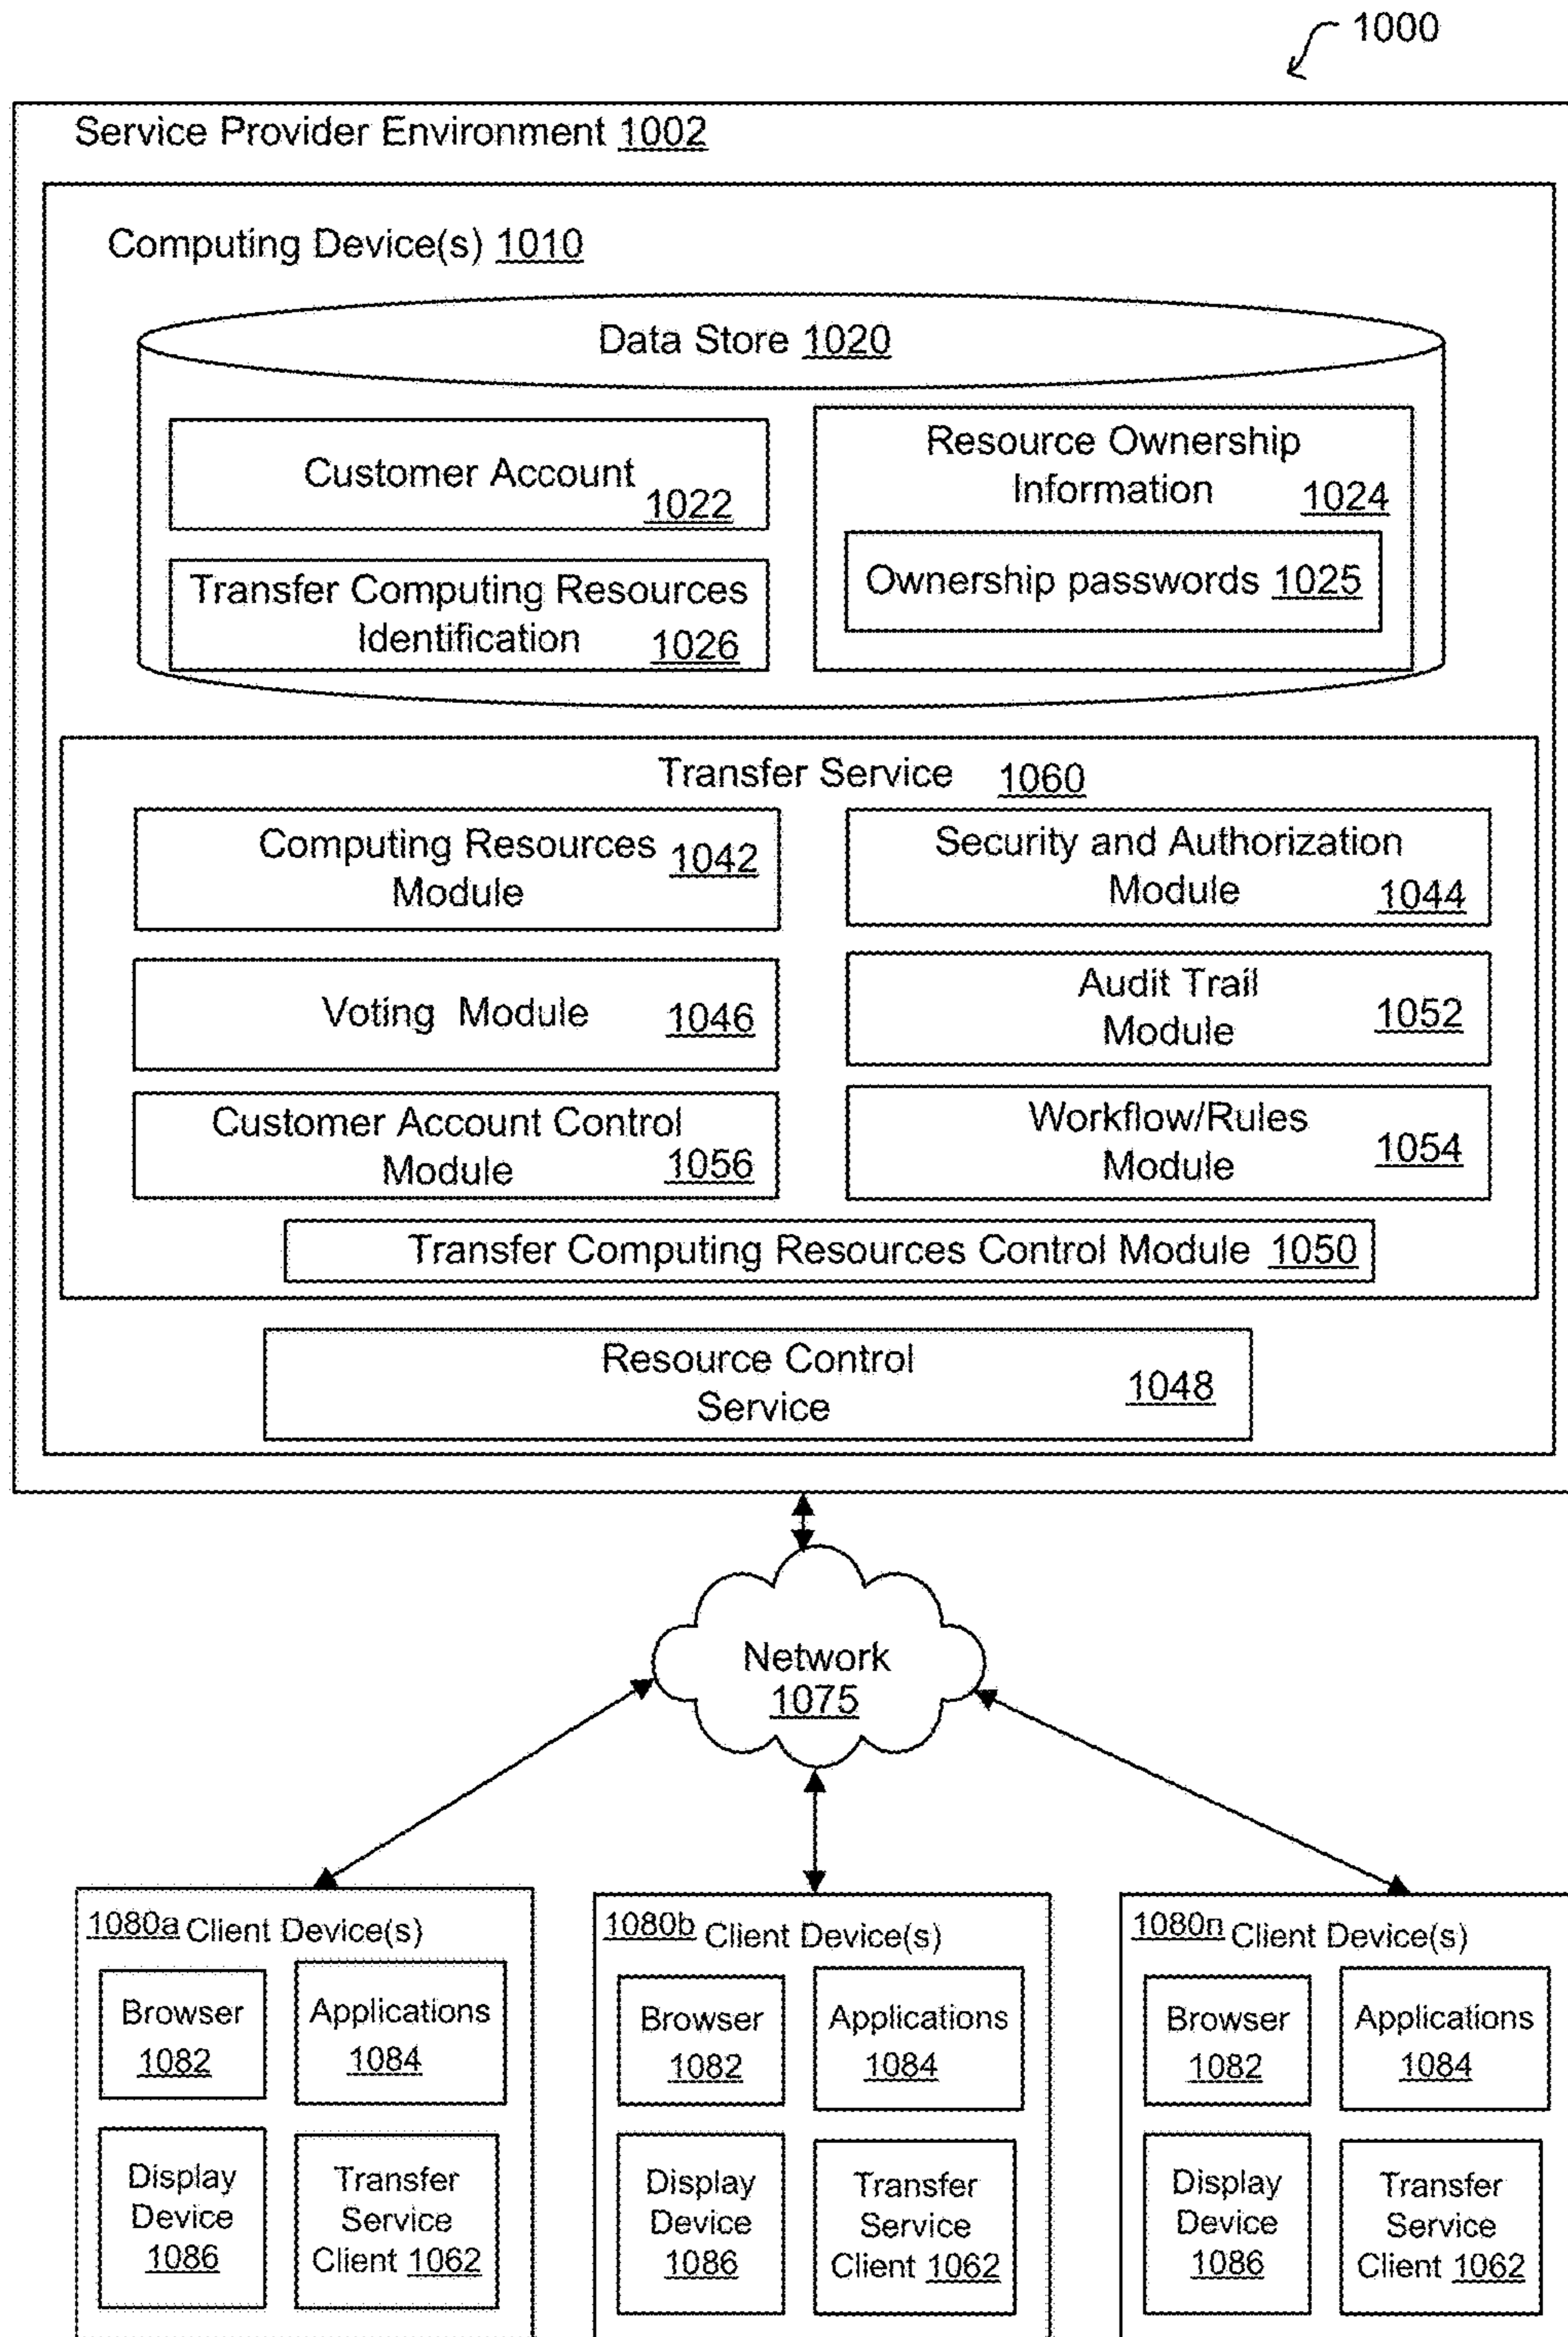 1000
Service Provider Environment 1002
Computing Device(s) 1010
Data Store 1020
Customer Account
1022
Resource Ownership
Information 1024
Ownership passwords 1025
Transfer Computing Resources
Identification 1026
Transfer Service 1060
Computing Resources 1042
Module
Security and Authorization
Module 1044
Voting Module 1046
Audit Trail
Module 1052
Customer Account Control
Module 1056
Workflow/Rules
Module 1054
Transfer Computing Resources Control Module 1050
Resource Control
Service 1048
Network
1075
1080a Client Device(s)
Browser
1082
Applications
1084
Display
Device
1086
Transfer
Service
Client 1062
1080b Client Device(s)
Browser
1082
Applications
1084
Display
Device
1086
Transfer
Service
Client 1062
1080n Client Device(s)
Browser
1082
Applications
1084
Display
Device
1086
Transfer
Service
Client 1062